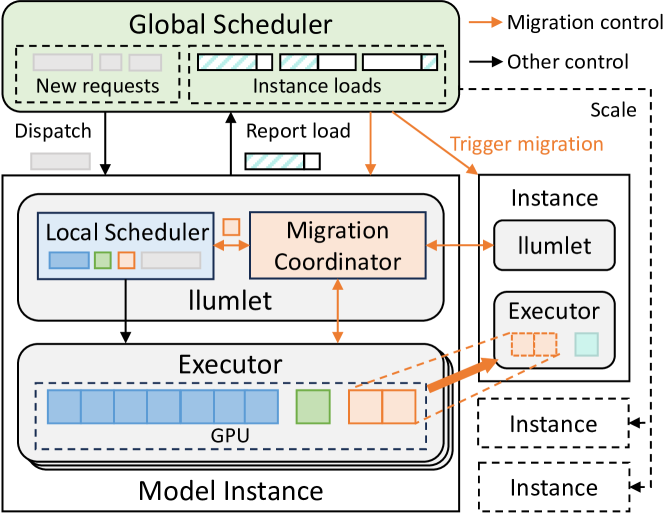 Global Scheduler
New requests
Instance loads
Migration control
Other control
Scale
Dispatch
Report load
Trigger migration
Local Scheduler
Migration
Coordinator
llumlet
Instance
llumlet
Executor
Executor
GPU
Model Instance
Instance
Instance